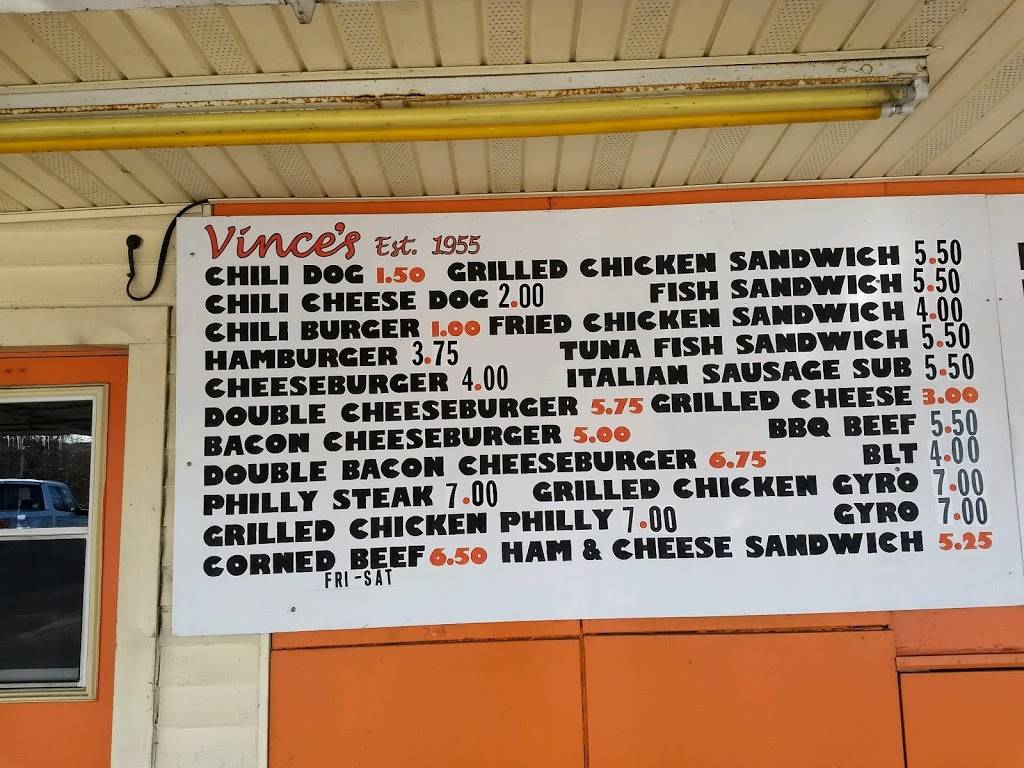 Vince's Est. 1955
CHILI DOG 1.50 GRILLED CHICKEN SANDWICH 5.50
CHILI CHEESE DOG 2.00 FISH SANDWICH 5.50
CHILI BURGER 1.00 FRIED CHICKEN SANDWICH 4.00
HAMBURGER 3.75 TUNA FISH SANDWICH 5.50
CHEESEBURGER 4.00 ITALIAN SAUSAGE SUB 5.50
DOUBLE CHEESEBURGER 5.75 GRILLED CHEESE 3.00
BACON CHEESEBURGER 5.00 BBQ BEEF 5.50
DOUBLE BACON CHEESEBURGER 6.75 BLT 4.00
PHILLY STEAK 7.00 GRILLED CHICKEN GYRO 7.00
GRILLED CHICKEN PHILLY 7.00 GYRO 7.00
CORNED BEEF 6.50 HAM & CHEESE SANDWICH 5.25
FRI-SAT